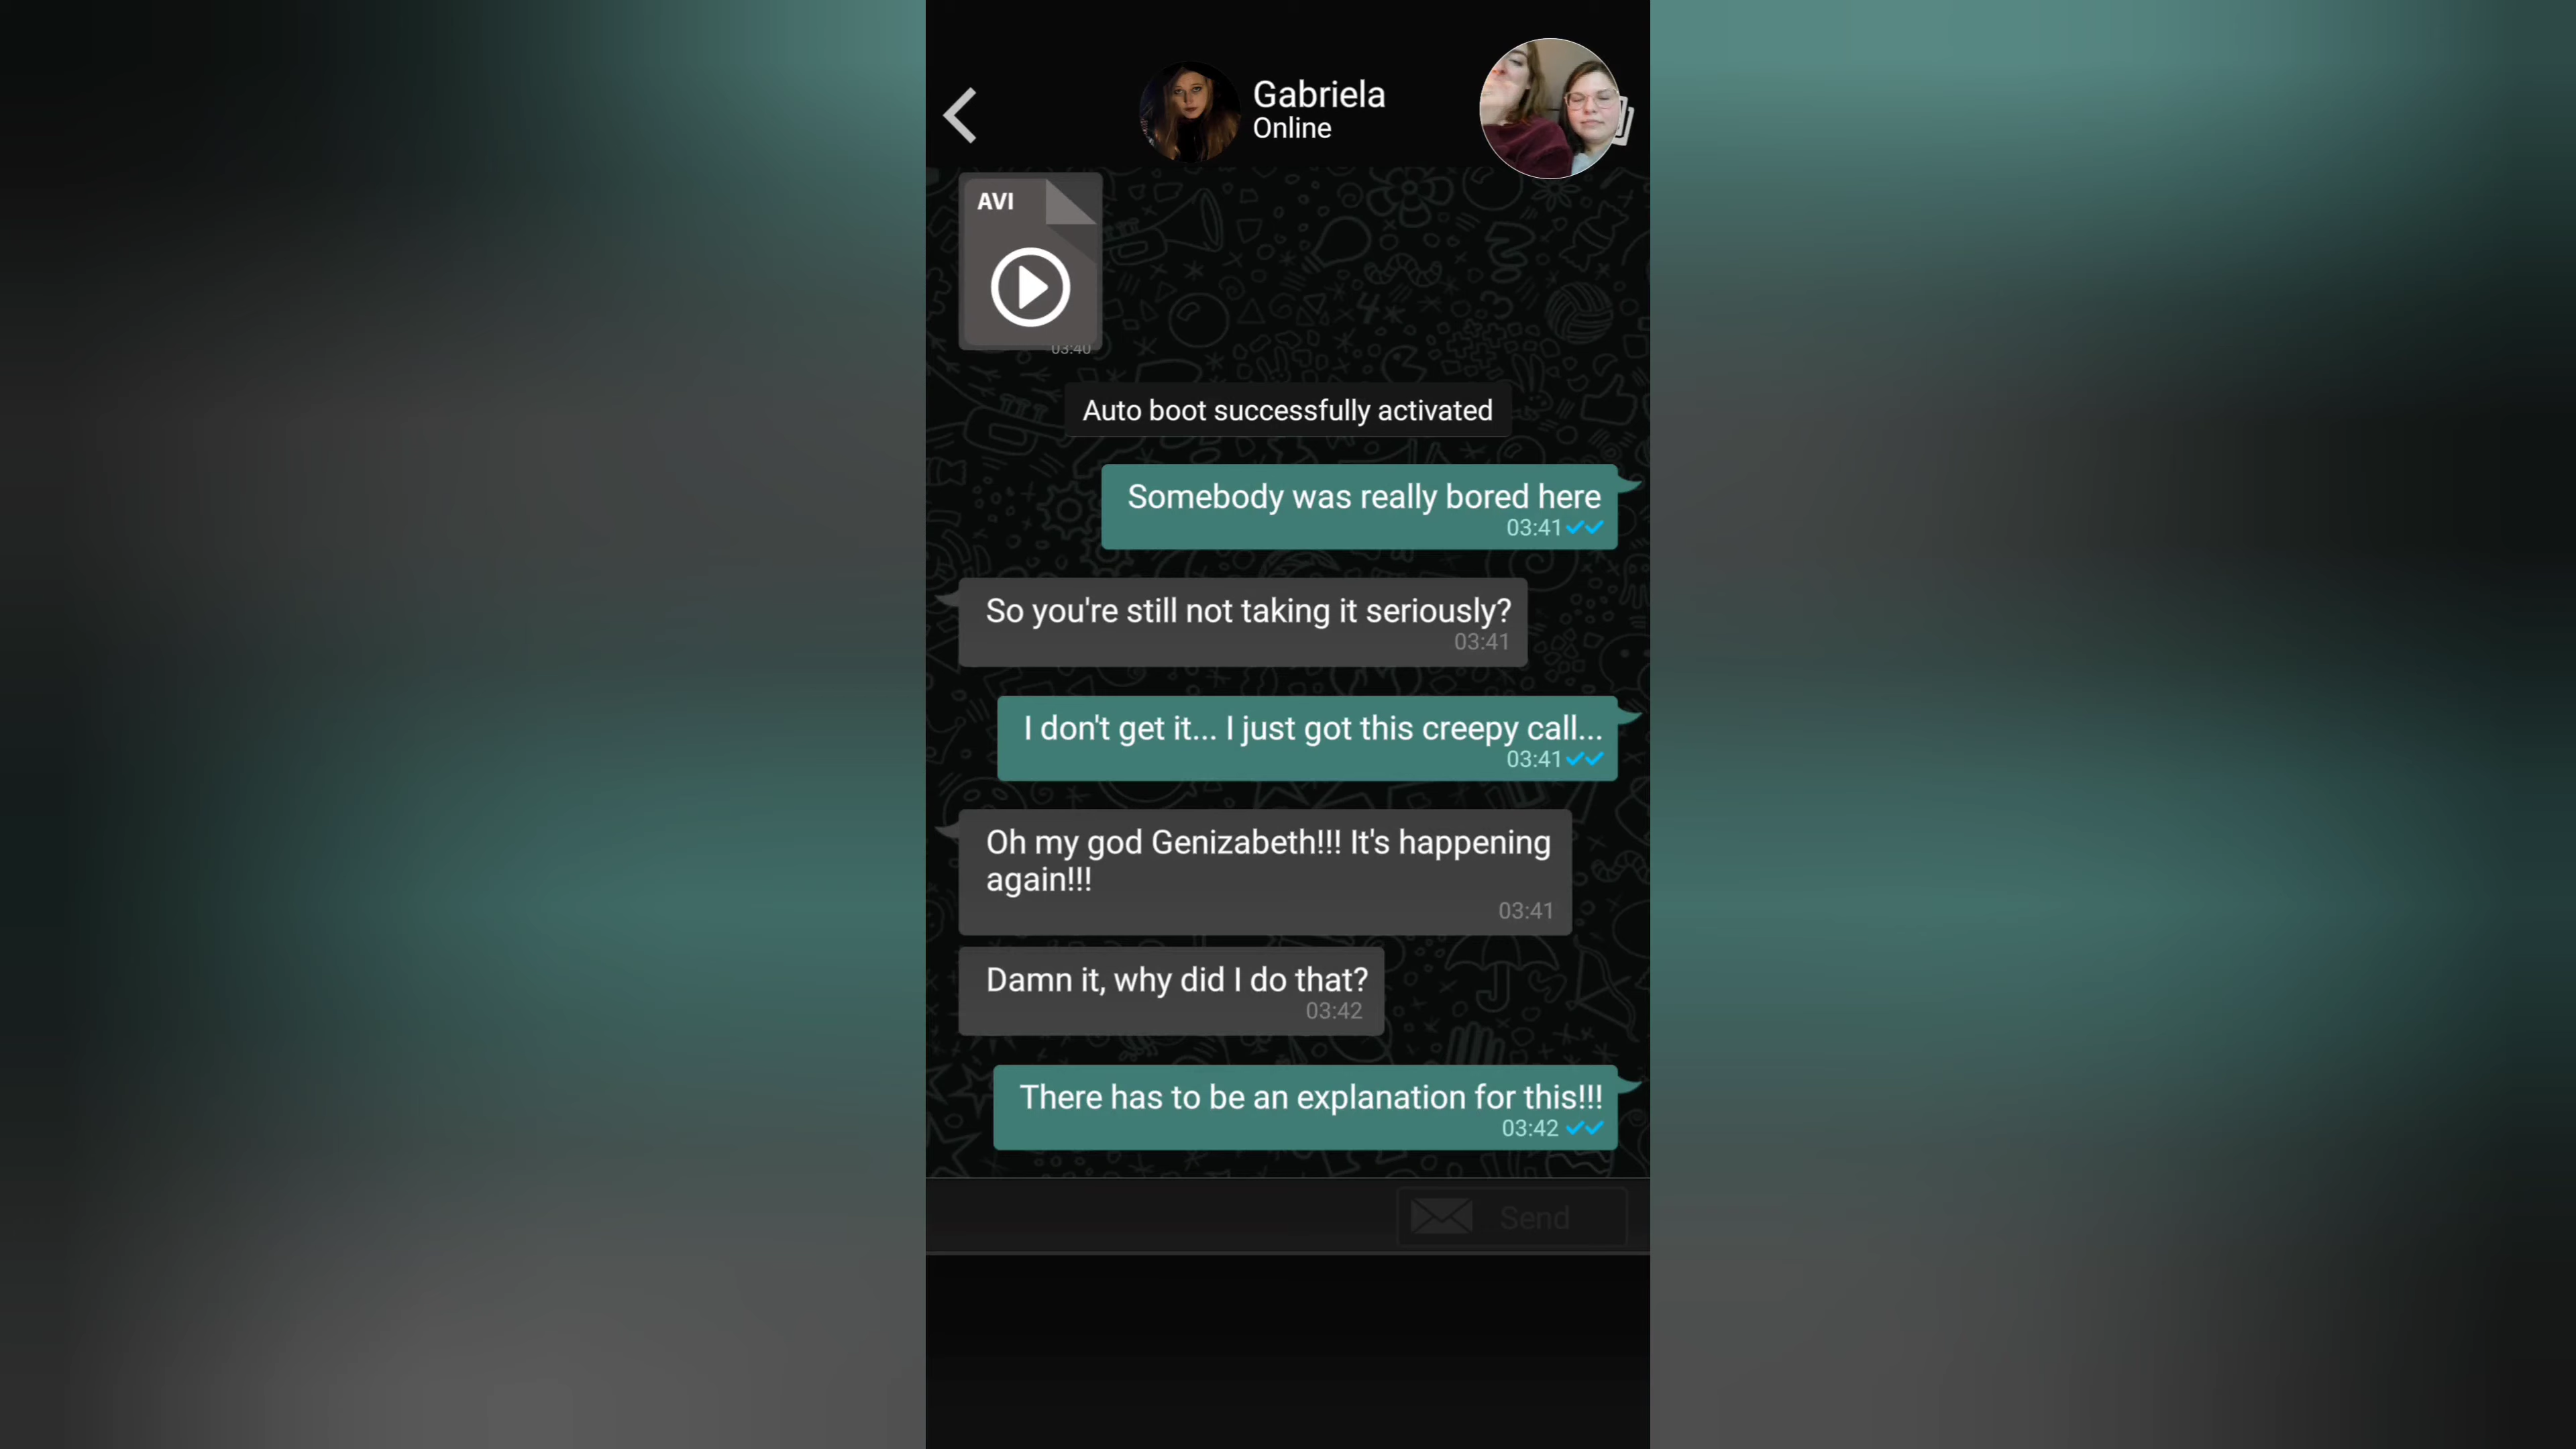 Gabriela
Online
AVI
03:40
Auto boot successfully activated
Somebody was really bored here
03:41
So you're still not taking it seriously?
03:41
I don't get it... I just got this creepy call...
03:41
Oh my god Genizabeth!!! It's happening
again!!!
03:41
Damn it, why did I do that?
03:42
There has to be an explanation for this!!!
03:42
Send